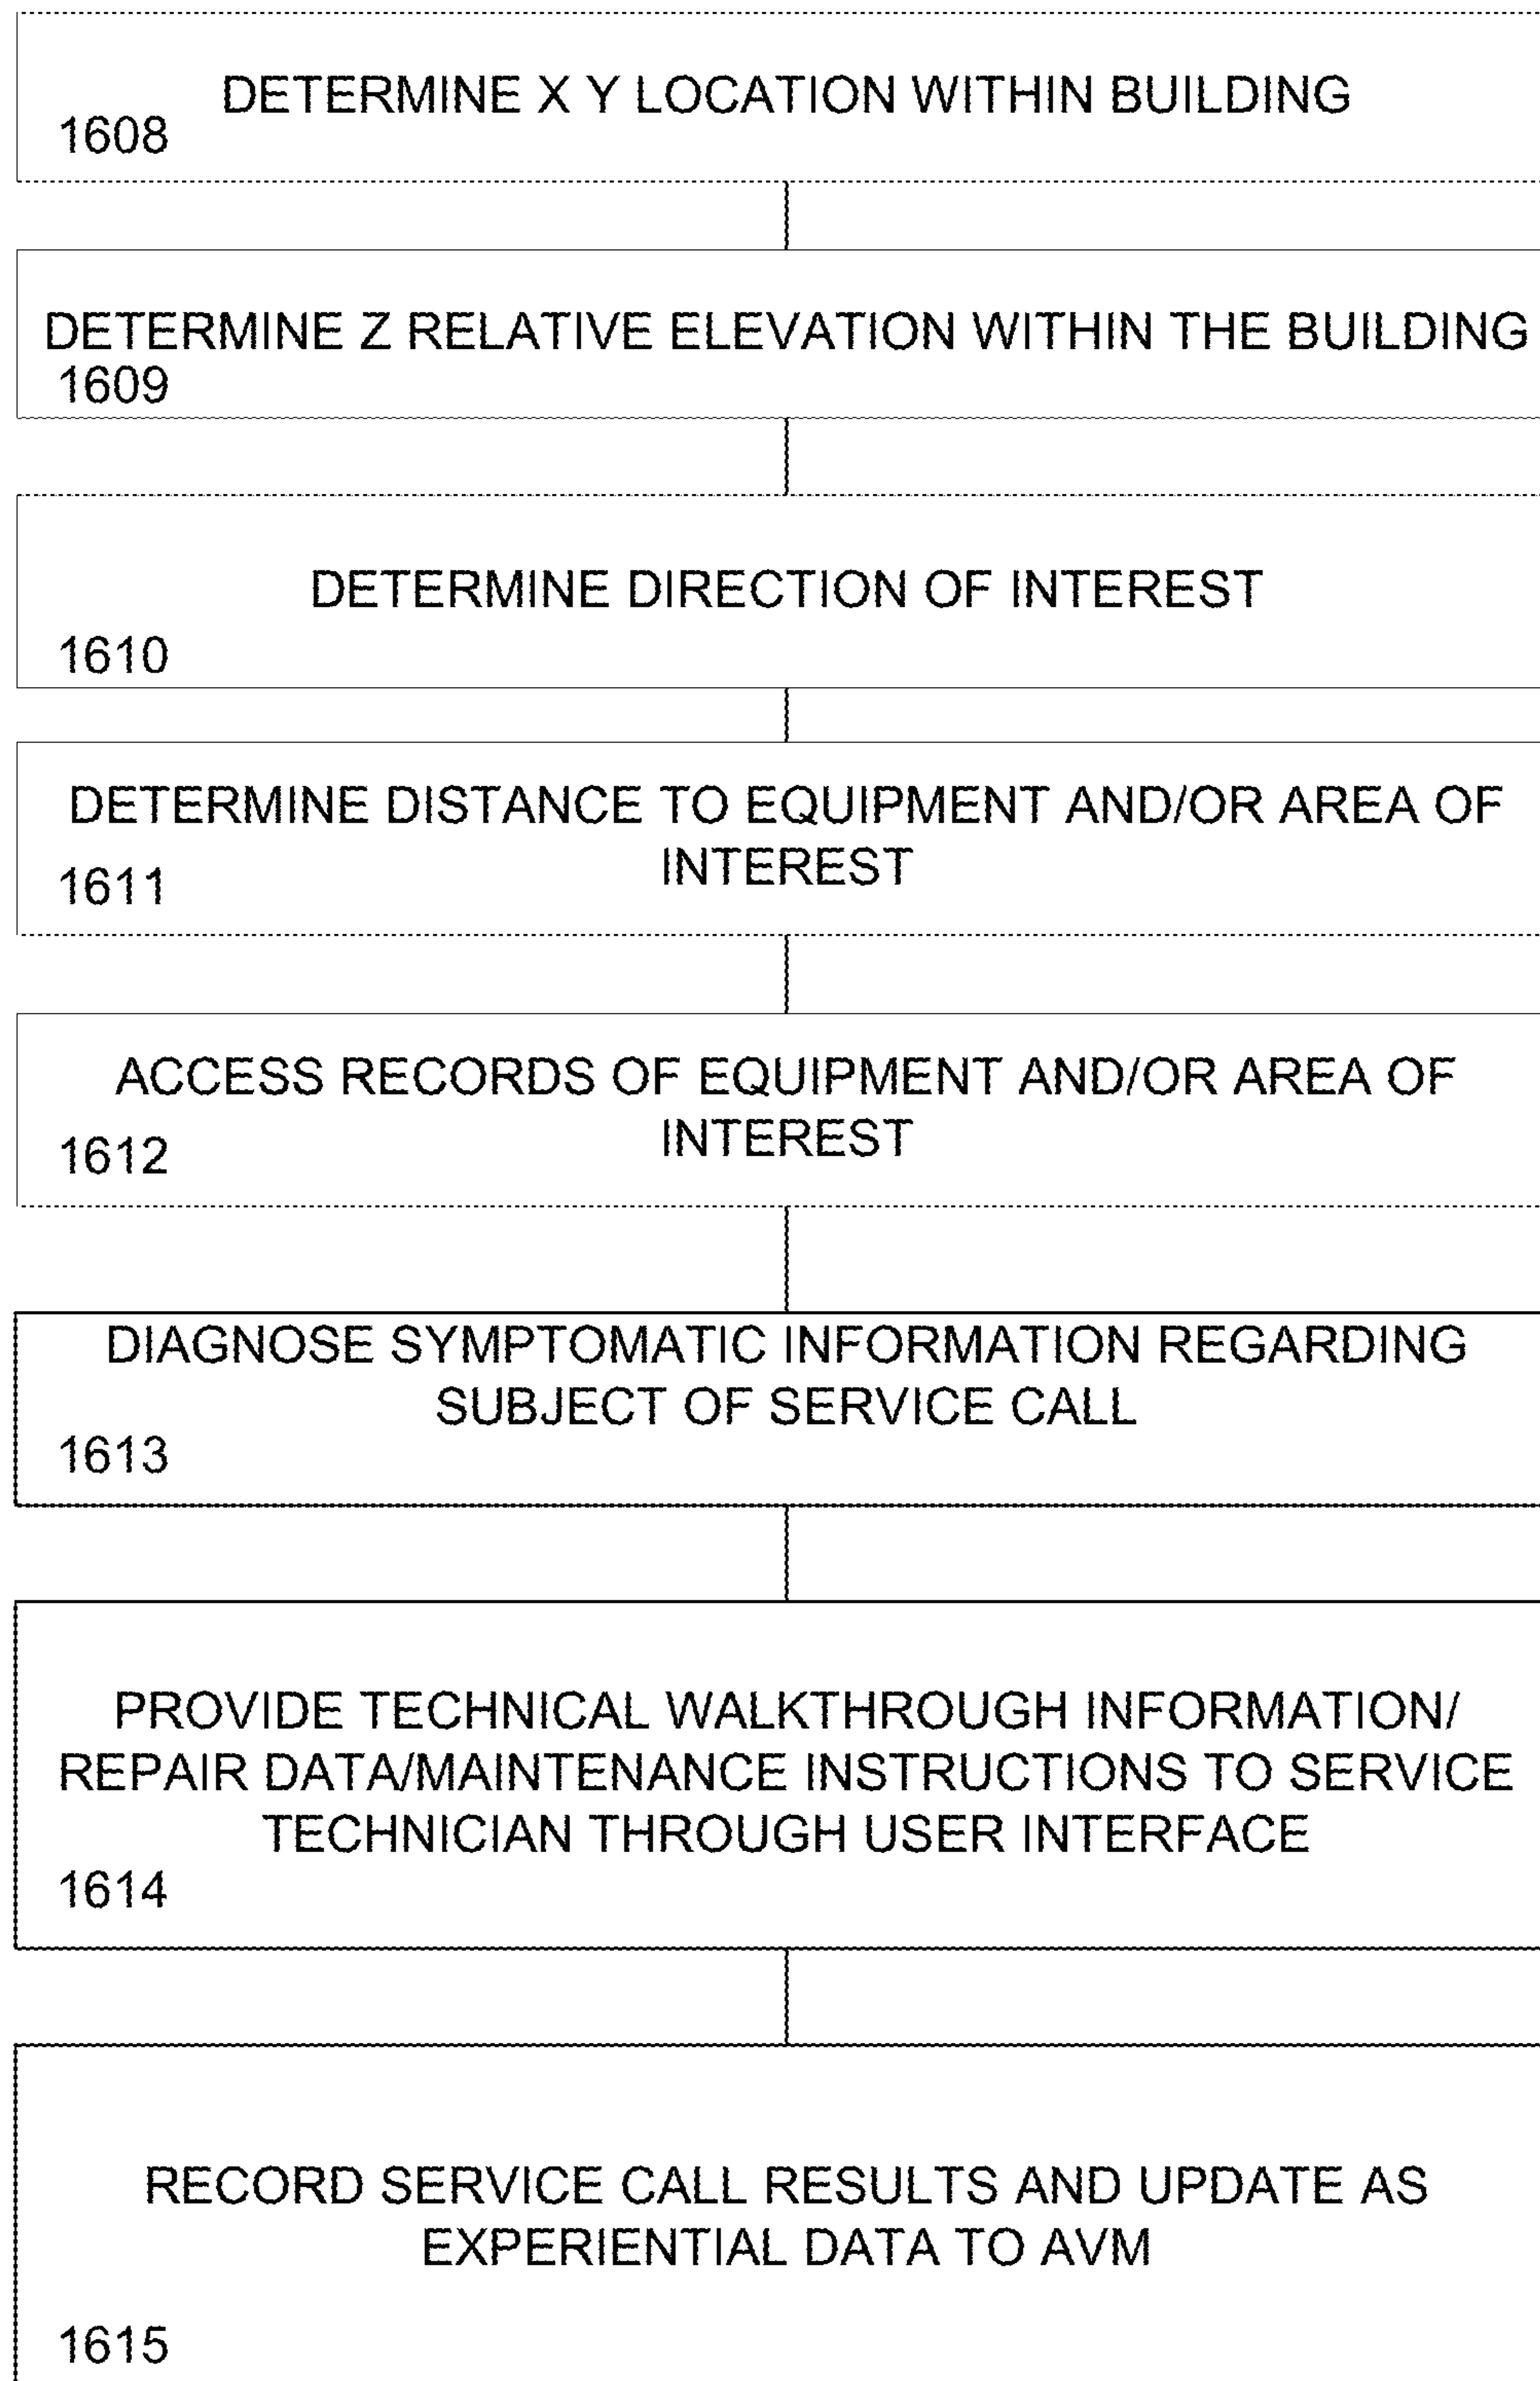 DETERMINE X Y LOCATION WITHIN BUILDING
1608
DETERMINE Z RELATIVE ELEVATION WITHIN THE BUILDING
1609
DETERMINE DIRECTION OF INTEREST
1610
DETERMINE DISTANCE TO EQUIPMENT AND/OR AREA OF
INTEREST
1611
ACCESS RECORDS OF EQUIPMENT AND/OR AREA OF
INTEREST
1612
DIAGNOSE SYMPTOMATIC INFORMATION REGARDING
SUBJECT OF SERVICE CALL
1613
PROVIDE TECHNICAL WALKTHROUGH INFORMATION/
REPAIR DATA/MAINTENANCE INSTRUCTIONS TO SERVICE
TECHNICIAN THROUGH USER INTERFACE
1614
RECORD SERVICE CALL RESULTS AND UPDATE AS
EXPERIENTIAL DATA TO AVM
1615